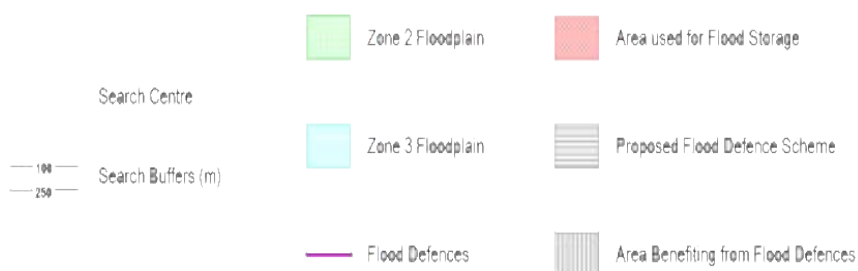 Zone 2 Floodplain
Area used for Flood Storage
Search Centre
Zone 3 Floodplain
Proposed Flood Defence Scheme
100
250
Search Buffers (m)
Flood Defences
Area Benefiting from Flood Defences